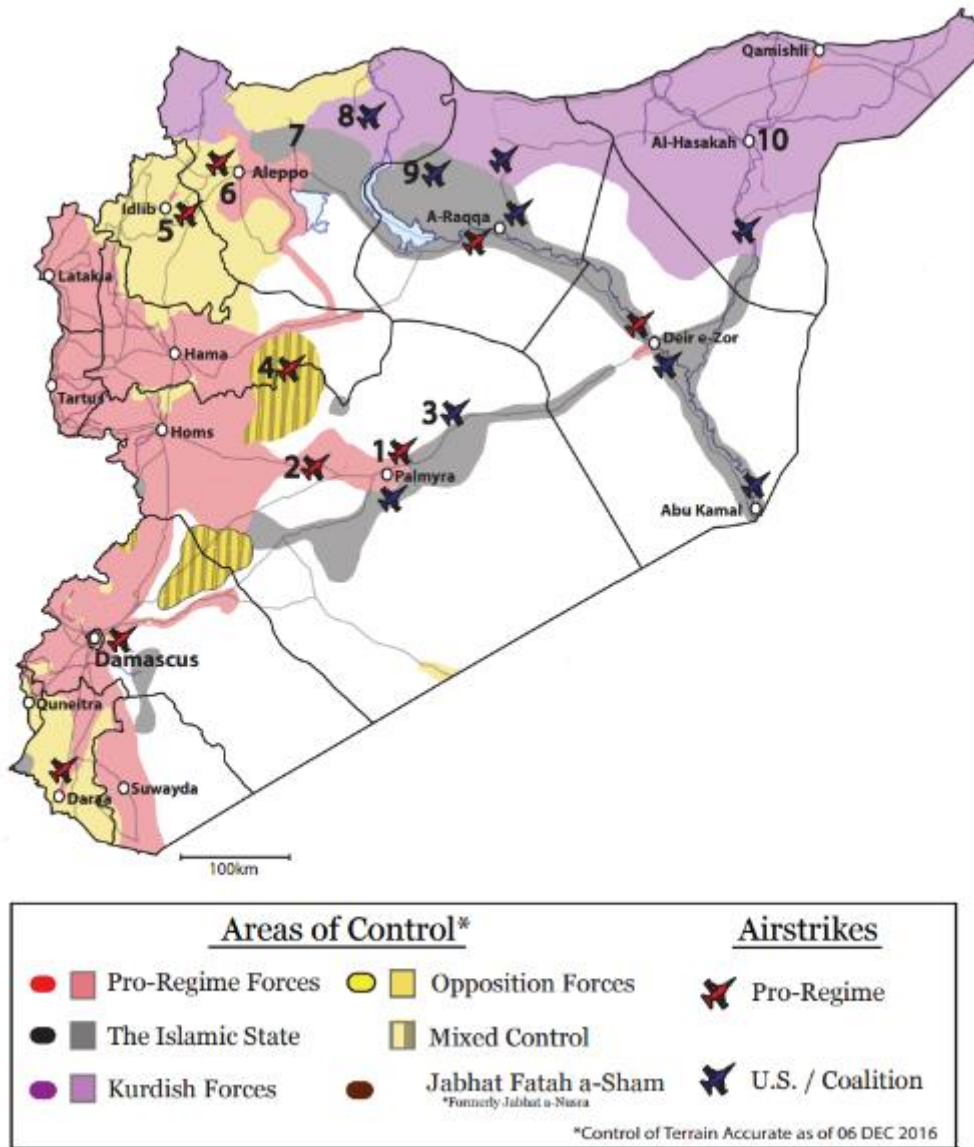 Qamishli
8
7
Al-Hasakah
10
9
Aleppo
6
Idlib
A-Raqqa
5
Latakia
Deir e-Zor
Hama
4
Tartus
3
Homs
1
2
Palmyra
Abu Kamal
Damascus
Quneitra
Suwayda
Daraa
100km
Areas of Control*
Airstrikes
Pro-Regime Forces
Opposition Forces
Pro-Regime
The Islamic State
Mixed Control
Kurdish Forces
Jabhat Fatah a-Sham
*Formerly Jabhat a-Nusra
U.S. / Coalition
*Control of Terrain Accurate as of 06 DEC 2016